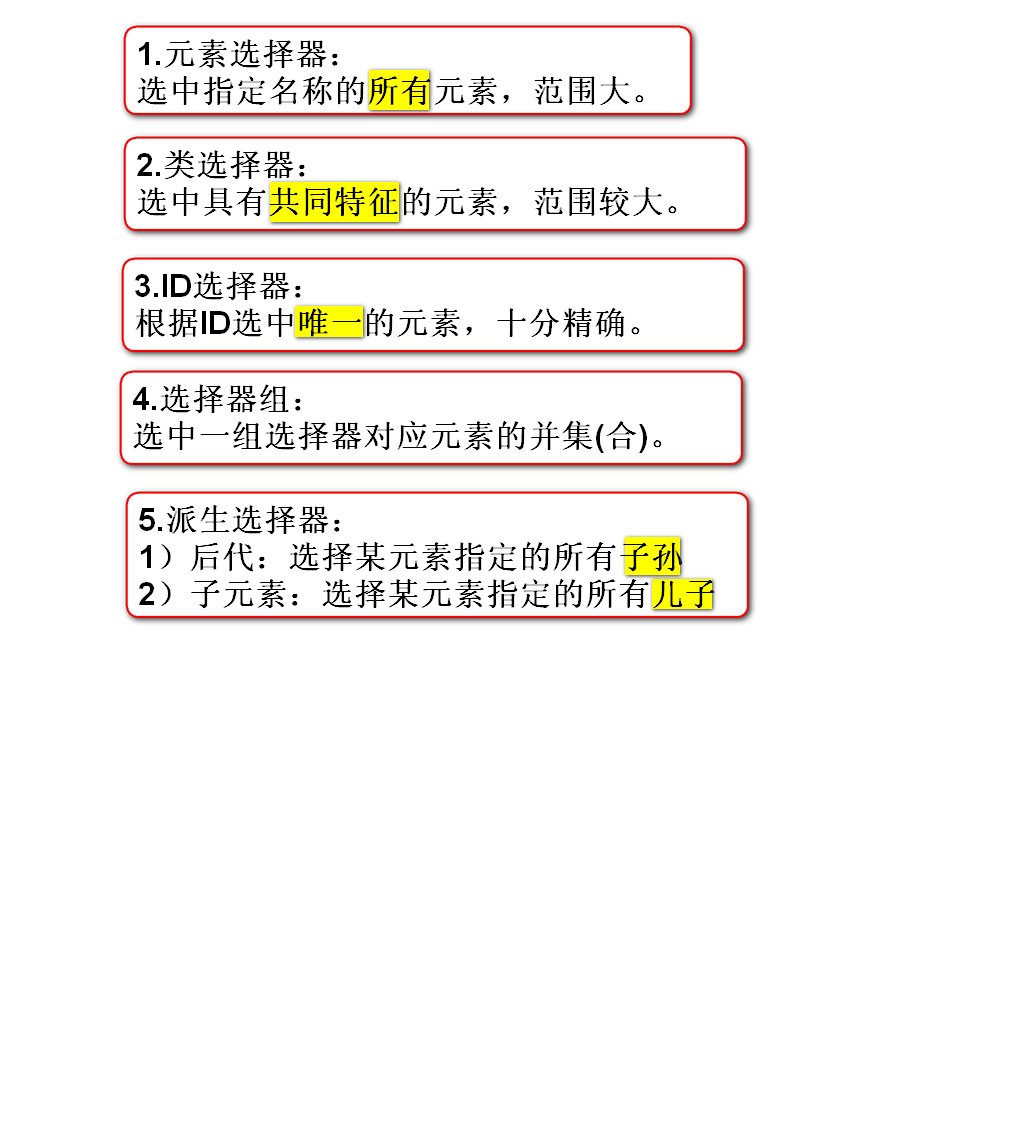 1.元素选择器：
选中指定名称的所有元素，范围大。
2.类选择器：
选中具有共同特征的元素，范围较大。
3.ID选择器：
根据ID选中唯一的元素，十分精确。
4.选择器组：
选中一组选择器对应元素的并集(合)。
5.派生选择器：
1）后代：选择某元素指定的所有子孙
2）子元素：选择某元素指定的所有儿子